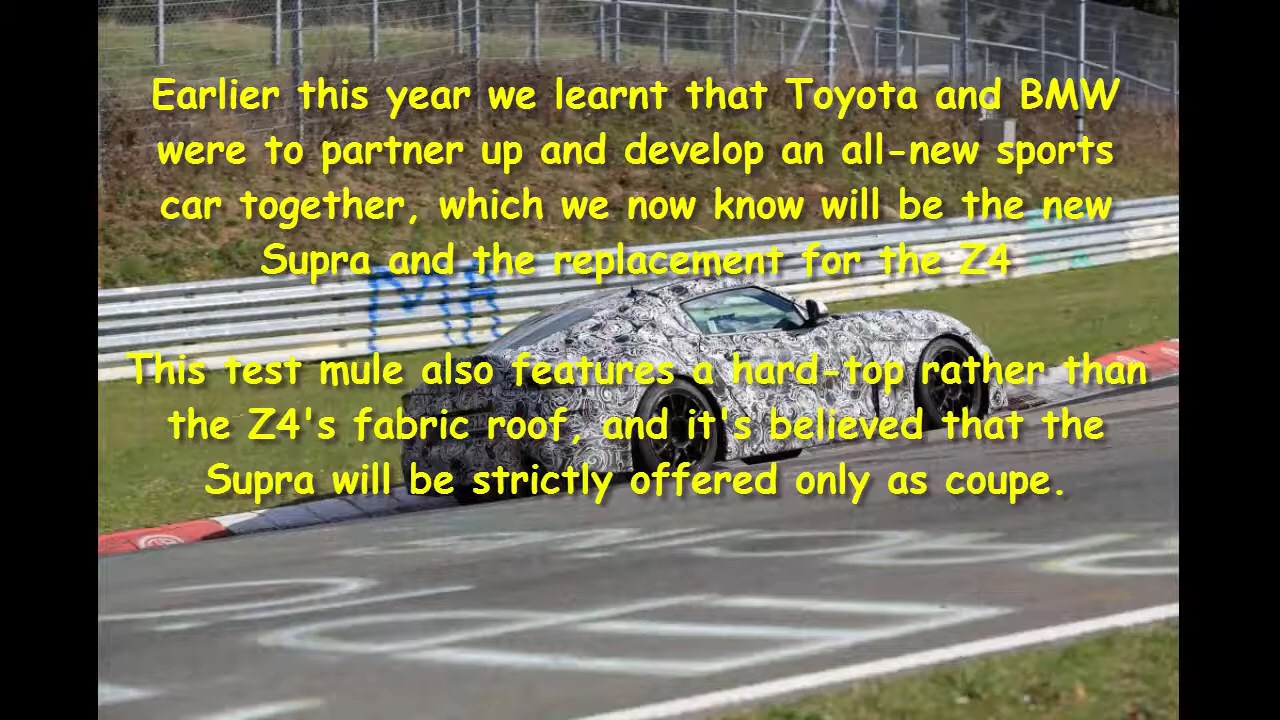 Earlier this year we learnt that Toyota and BMW
were to partner up and develop an all-new sports
car together, which we now know will be the new
Supra and the replacement for the Z4
This test mule also features a hard-top rather than
the Z4's fabric roof, and it's believed that the
Supra will be strictly offered only as coupe.